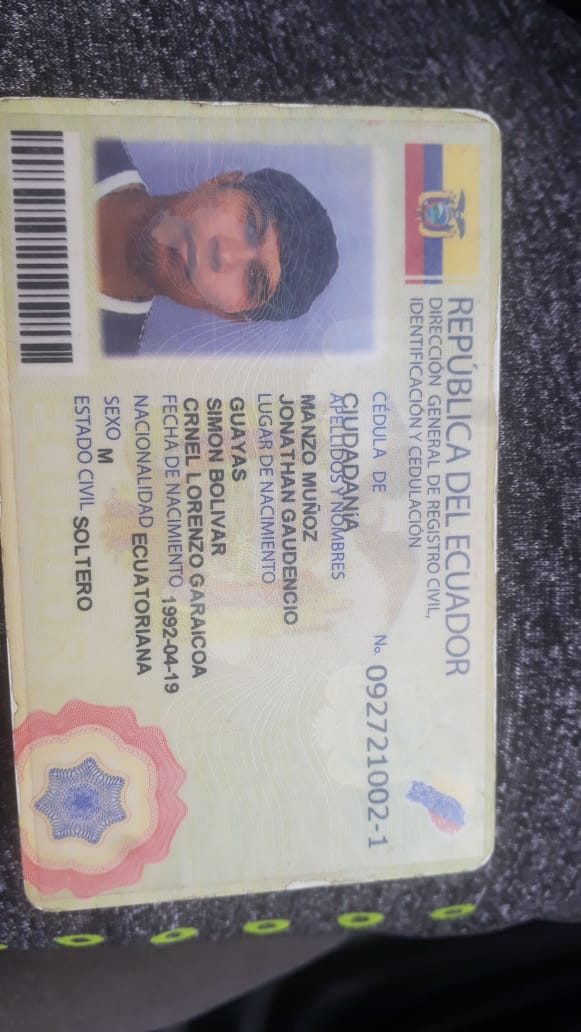 REPÚBLICA DEL ECUADOR
DIRECCIÓN GENERAL DE REGISTRO CIVIL,
IDENTIFICACIÓN Y CEDULACIÓN
CÉDULA DE No. 092721002-1
CIUDADANÍA
APELLIDOS Y NOMBRES
MANZO MUÑOZ
JONATHAN GAUDENCIO
LUGAR DE NACIMIENTO
GUAYAS
SIMÓN BOLIVAR
CRNEL LORENZO GARAICOA
FECHA DE NACIMIENTO 1992-04-19
NACIONALIDAD ECUATORIANA
SEXO M
ESTADO CIVIL SOLTERO